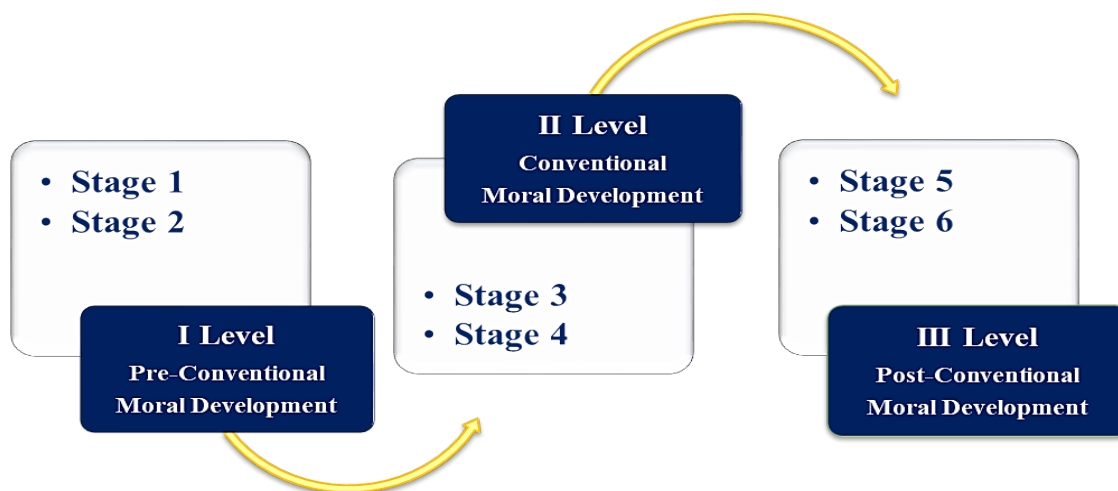 • Stage 1
• Stage 2
I Level
Pre-Conventional
Moral Development
II Level
Conventional
Moral Development
• Stage 3
• Stage 4
• Stage 5
• Stage 6
III Level
Post-Conventional
Moral Development